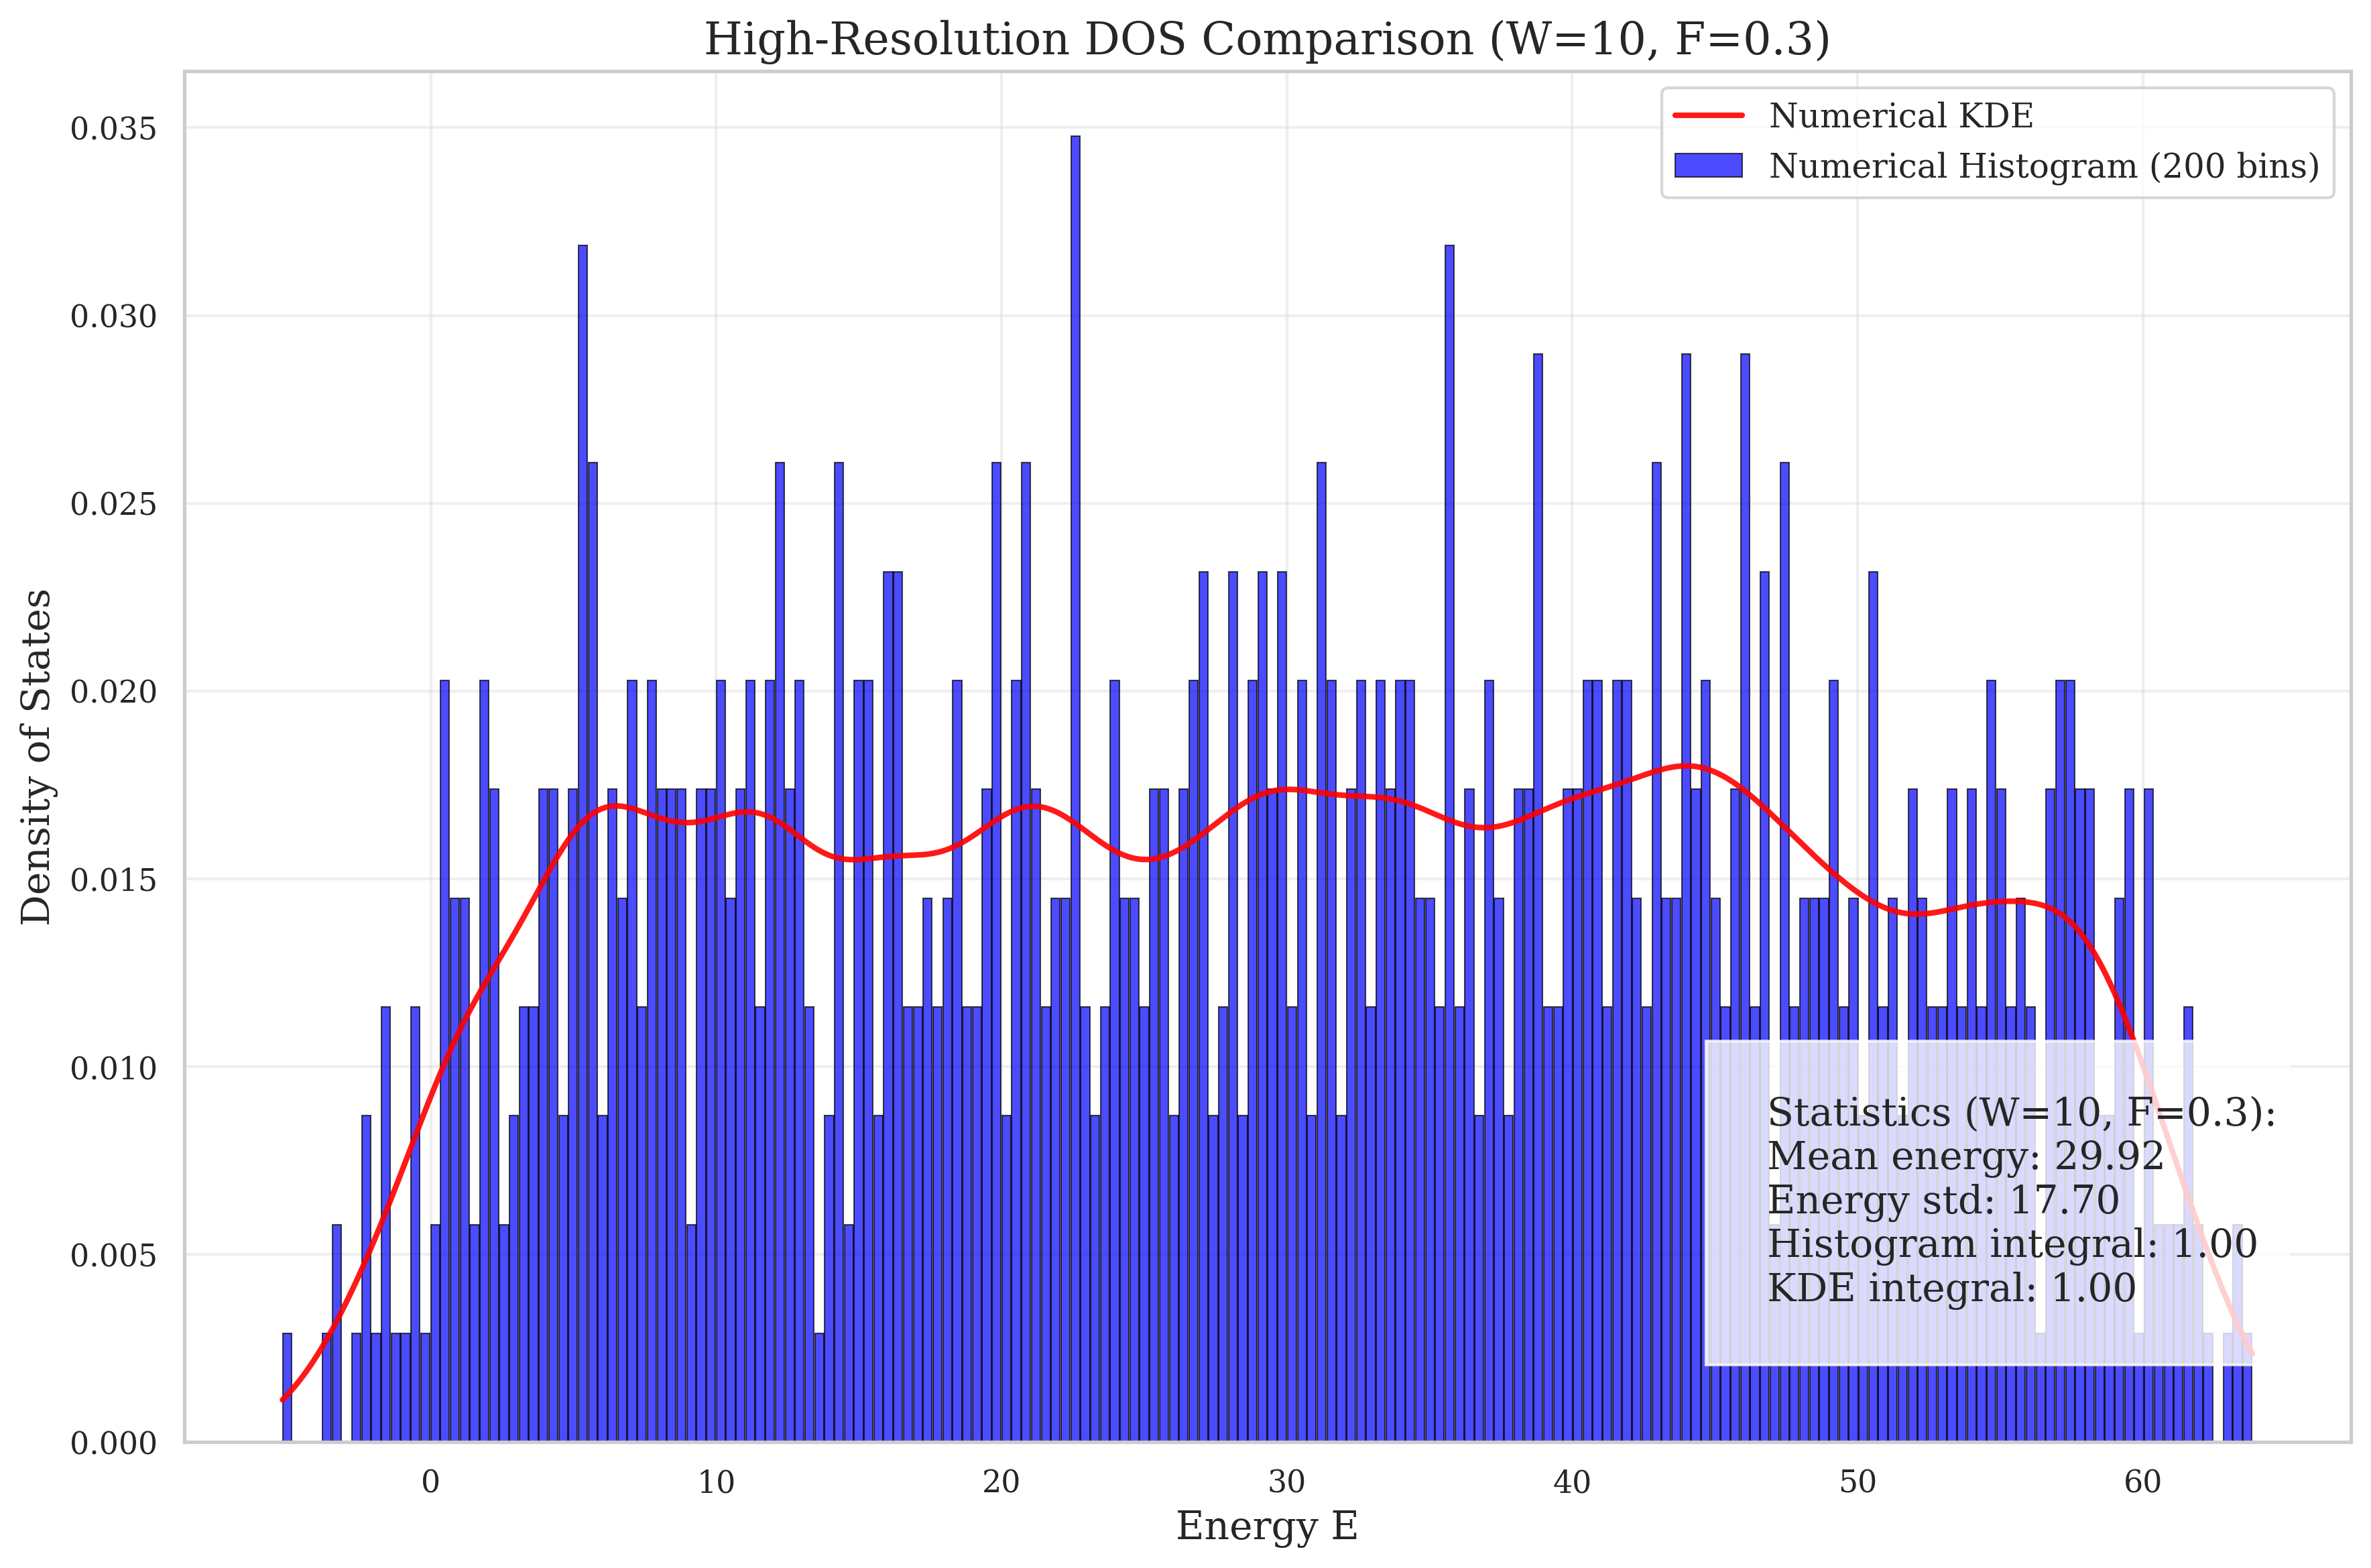 High-Resolution DOS Comparison (W=10, F=0.3)
Numerical KDE
Numerical Histogram (200 bins)
0.035
0.030
0.025
0.020
0.015
0.010
0.005
0.000
Density of States
Statistics (W=10, F=0.3):
Mean energy: 29.92
Energy std: 17.70
Histogram integral: 1.00
KDE integral: 1.00
0 10 20 30 40 50 60
Energy E